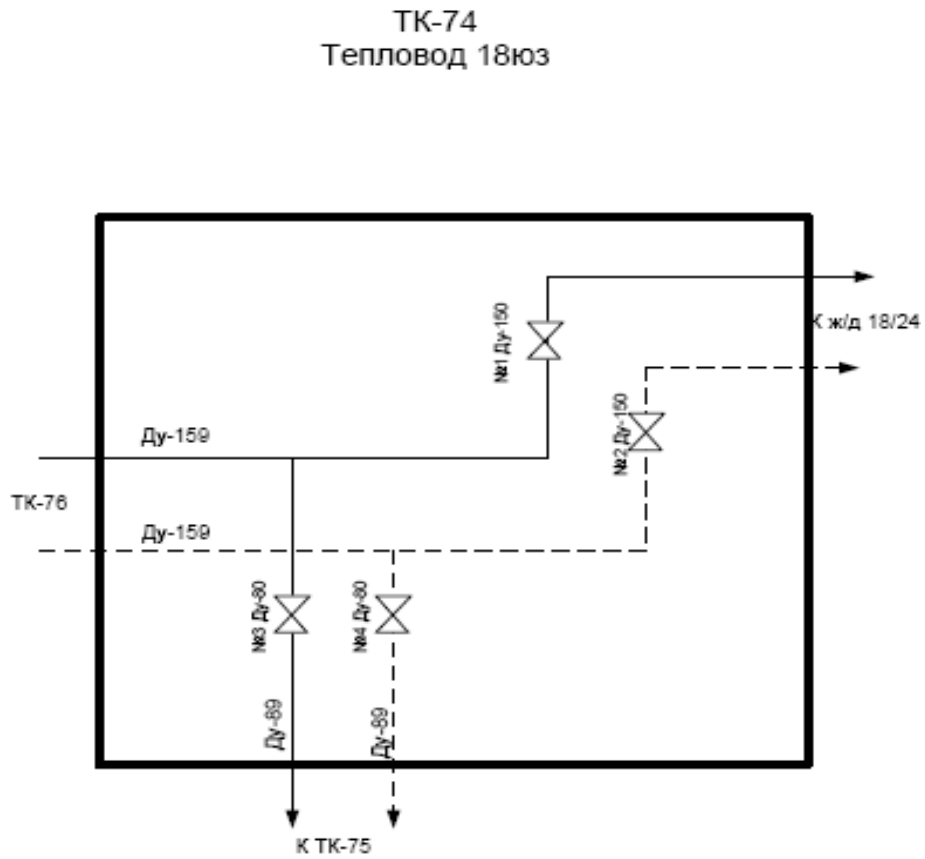 ТК-74
Тепловод 18юз
№1 Ду-150
К ж/д 18/24
№2 Ду-150
Ду-159
ТК-76
Ду-159
№3 Ду-80
№4 Ду-80
Ду-89
Ду-89
К ТК-75